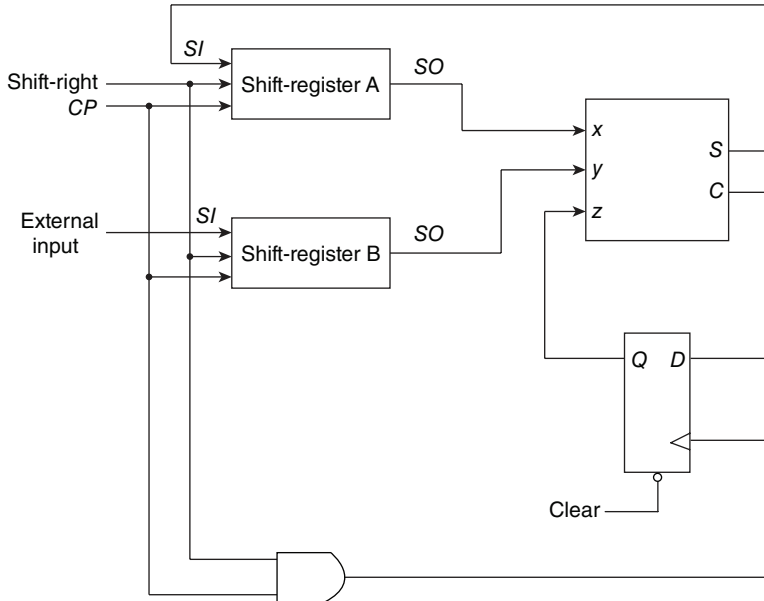 SI
Shift-right
CP
Shift-register A
SO
x
y
z
S
C
External
input
SI
Shift-register B
SO
Q
D
Clear